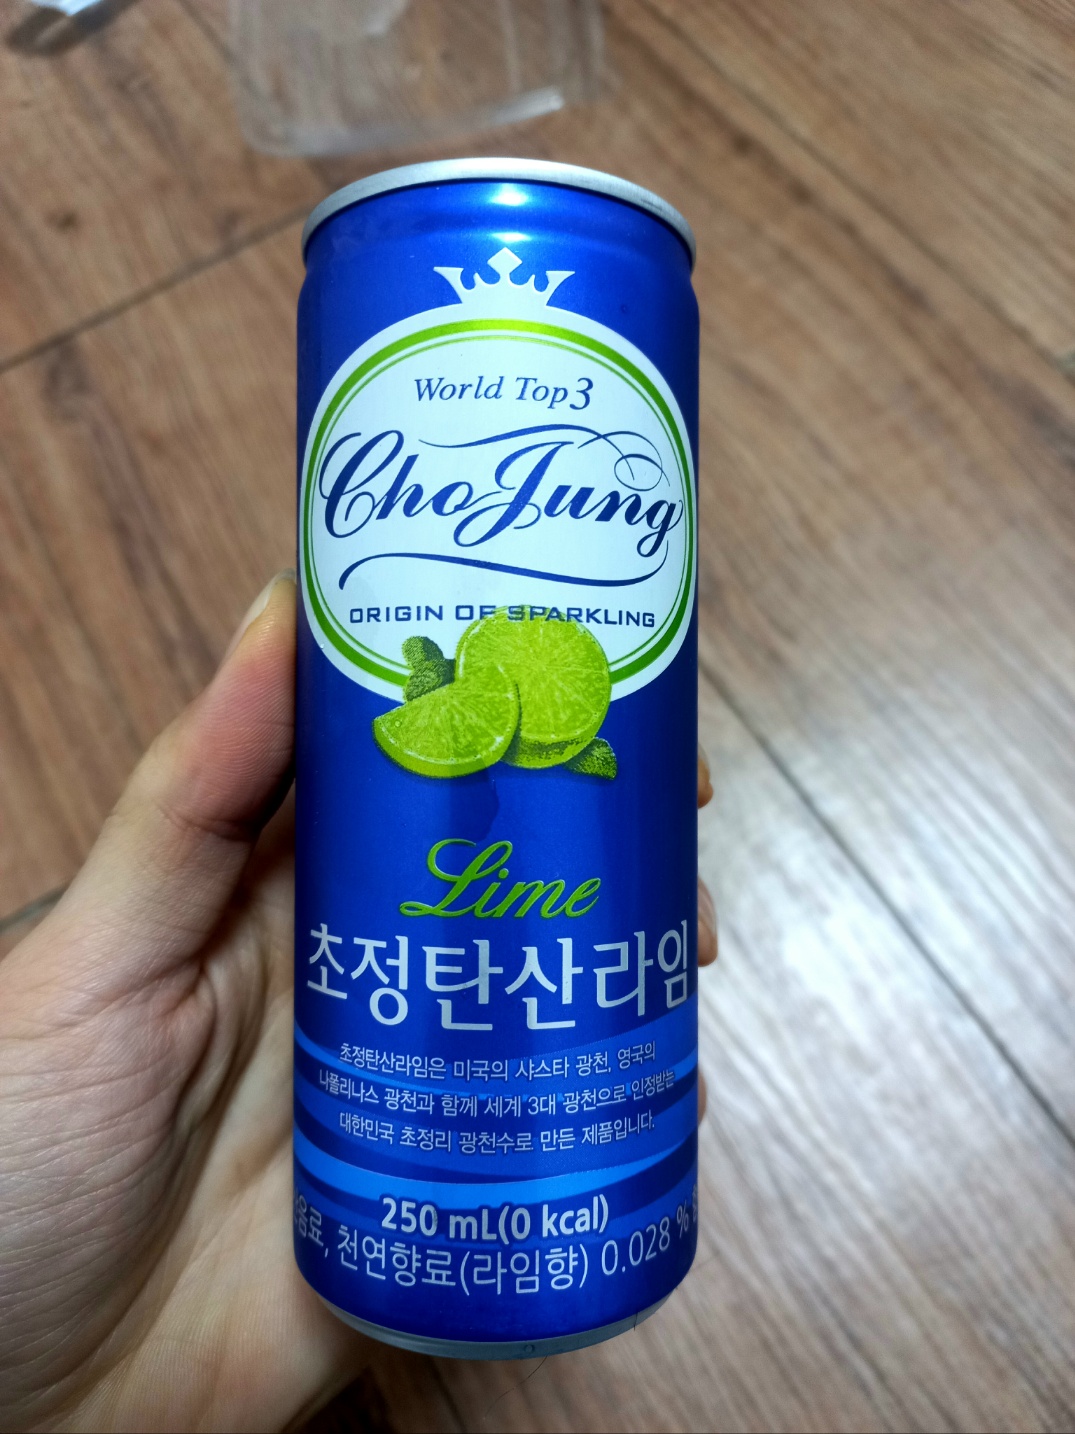 World Top3
ChoJung
ORIGIN OF SPARKLING
Lime
초정탄산라임
초정탄산라임은 미국의 샤스타 광천, 영국의
나폴리나스 광천과 함께 세계 3대 광천으로 인정받는
대한민국 초정리 광천수로 만든 제품입니다.
250 mL(0 kcal)
천연향료(라임향) 0.028 %